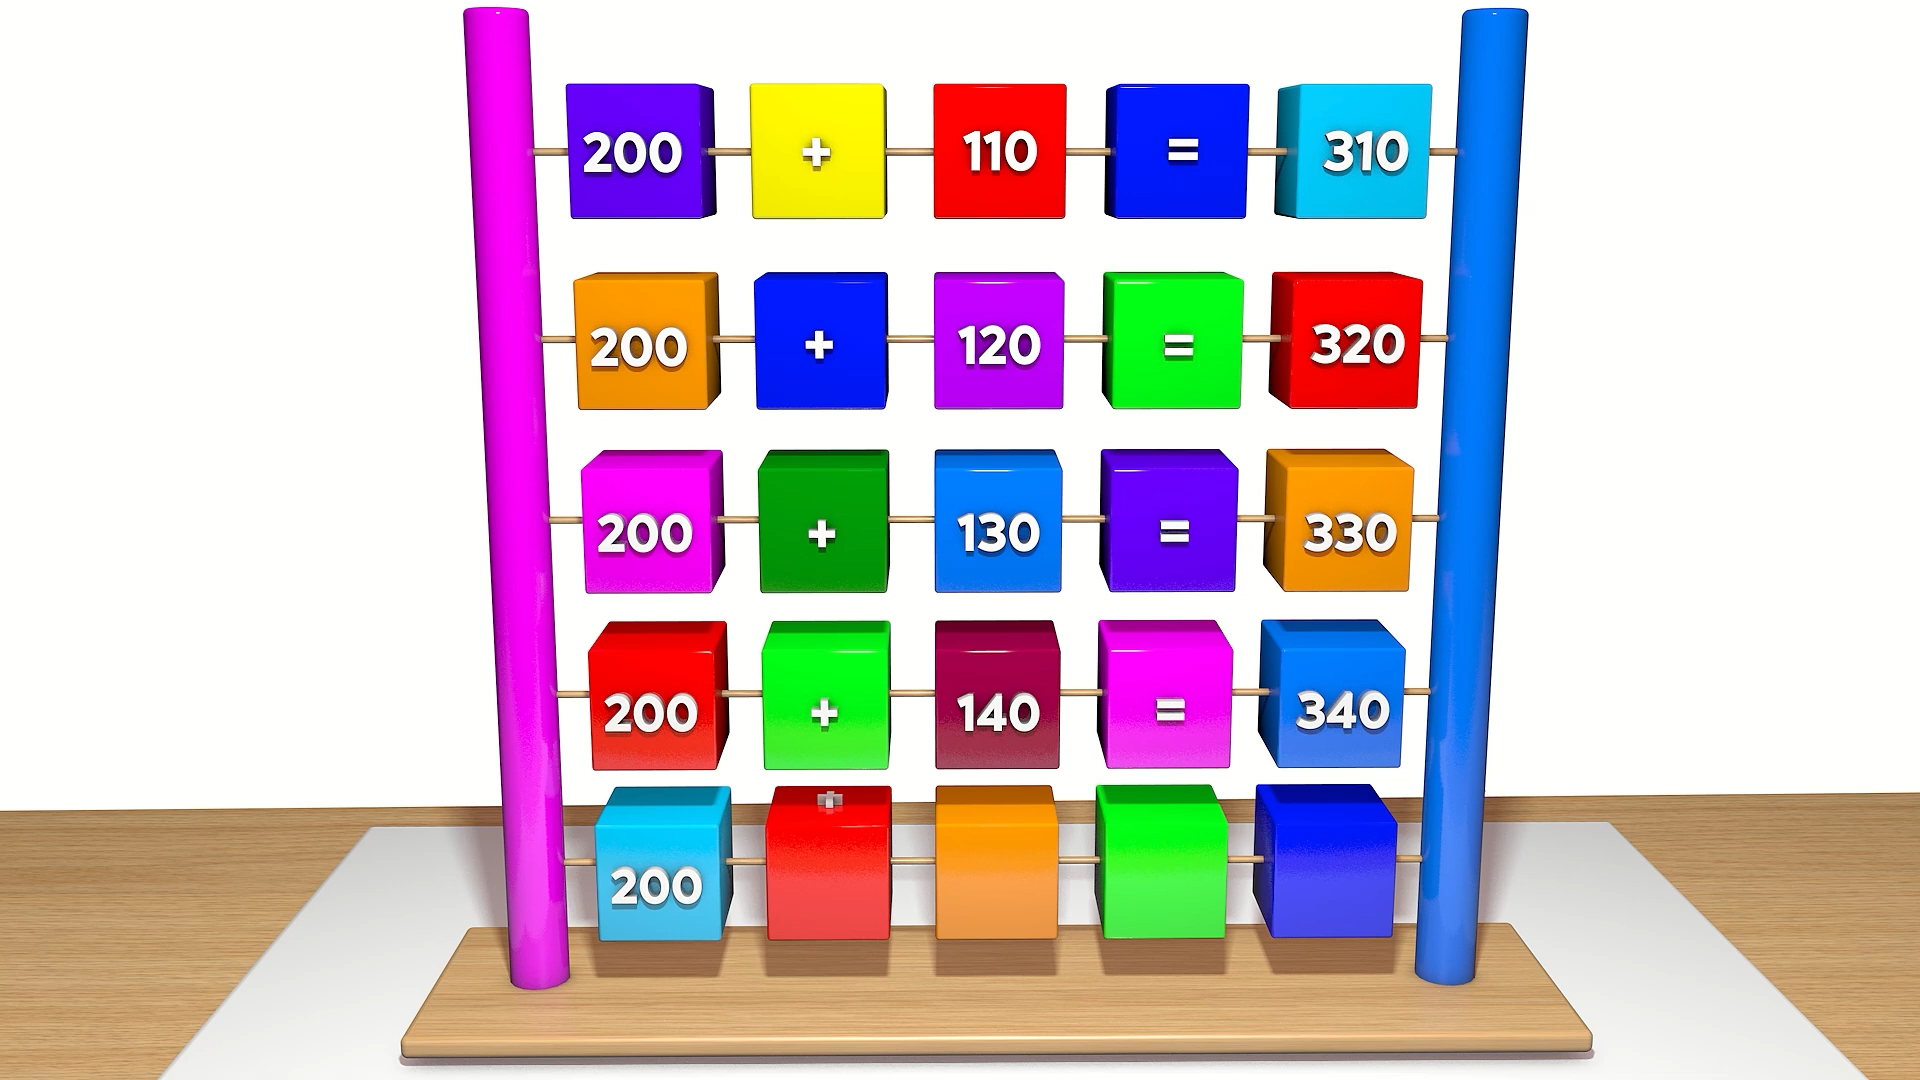 200 + 110 = 310
200 + 120 = 320
200 + 130 = 330
200 + 140 = 340
200 +